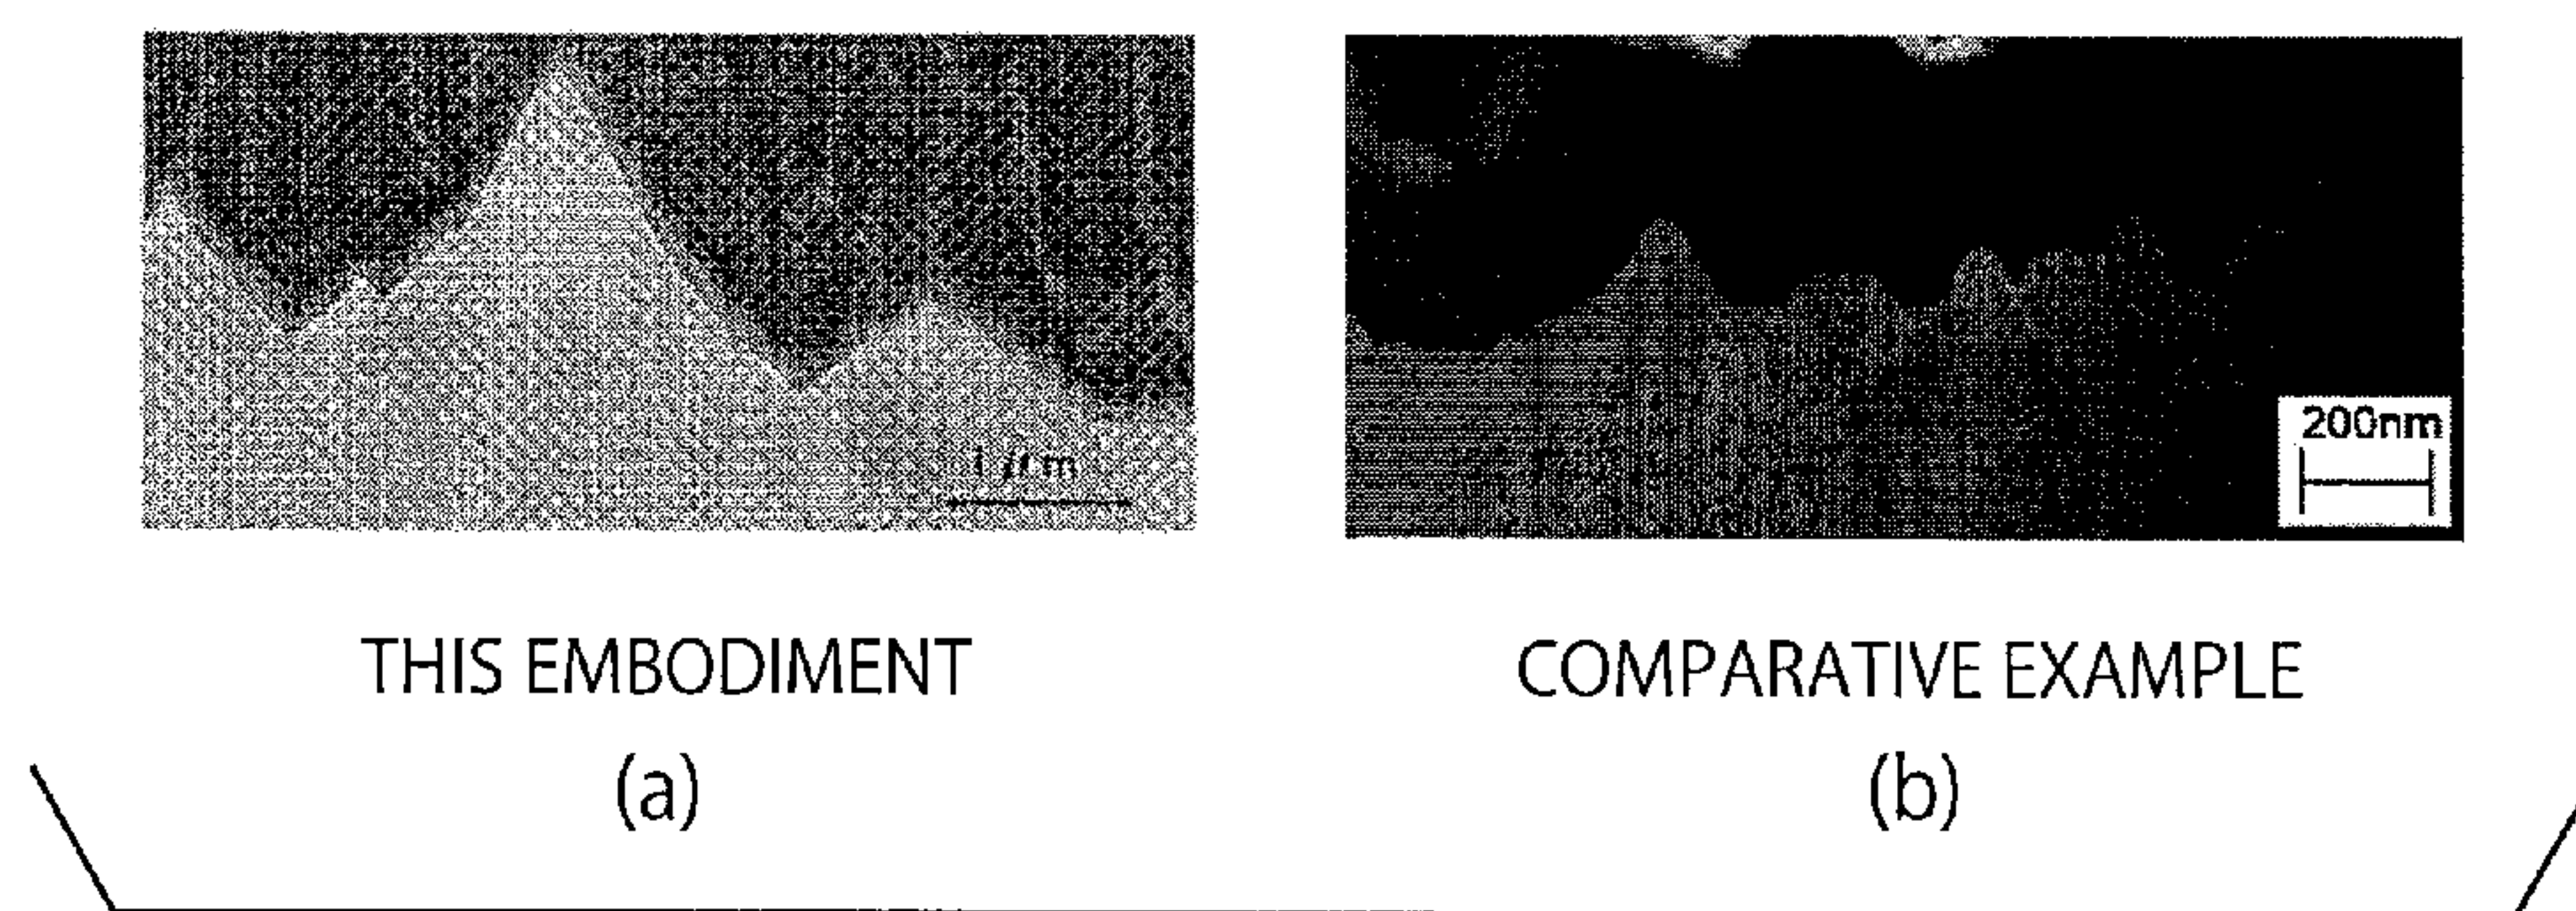 1 μm
200nm
THIS EMBODIMENT
COMPARATIVE EXAMPLE
(a)
(b)